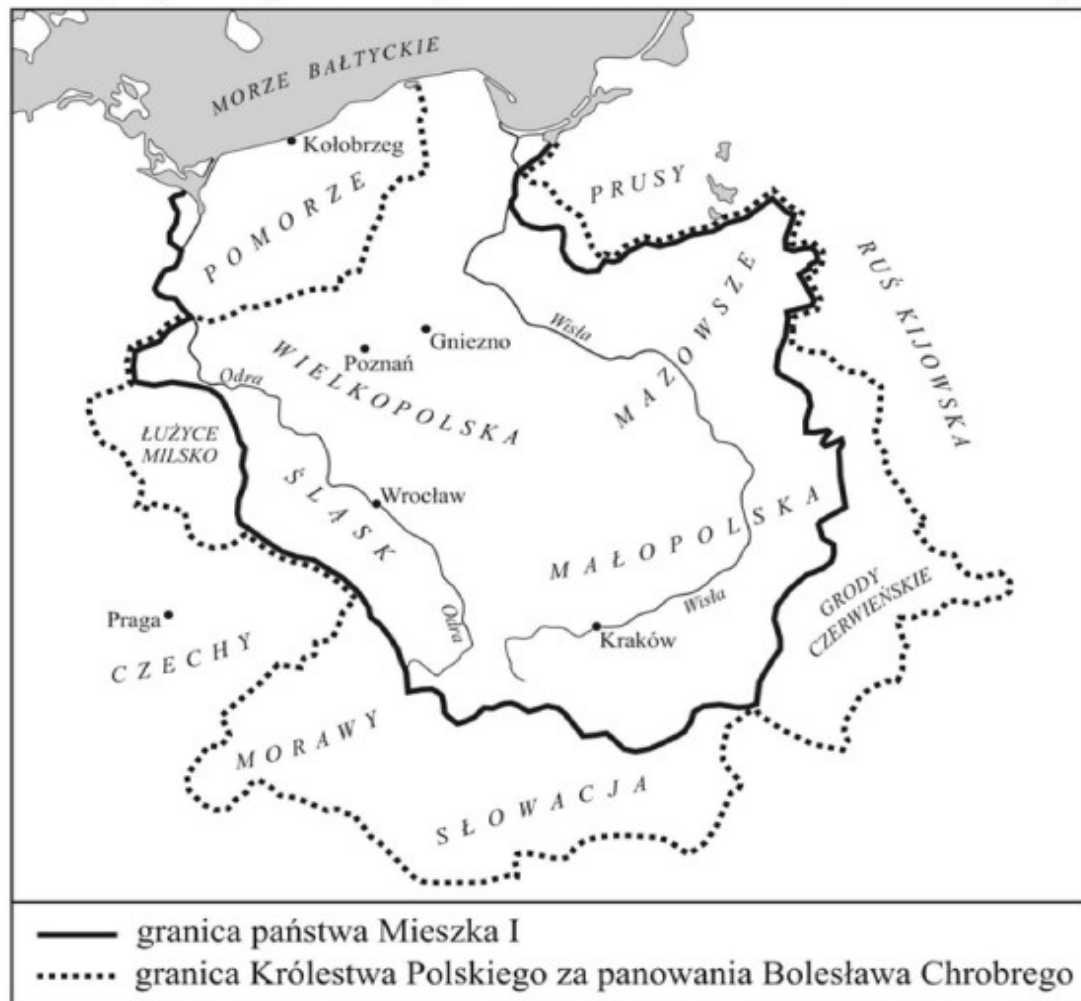 MORZE BAŁTYCKIE
Kołobrzeg
POMORZE
PRUSY
RUŚ KIJOWSKA
MAZOWSZE
Wisła
Gniezno
Poznań
WIELKOPOLSKA
Odra
ŁUŻYCE
MILSKO
ŚLĄSK
Wrocław
MAŁOPOLSKA
Wisła
Kraków
GRODY
CZERWIEŃSKIE
Odra
Praga
CZECHY
MORAWY
SŁOWACJA
granica państwa Mieszka I
granica Królestwa Polskiego za panowania Bolesława Chrobrego